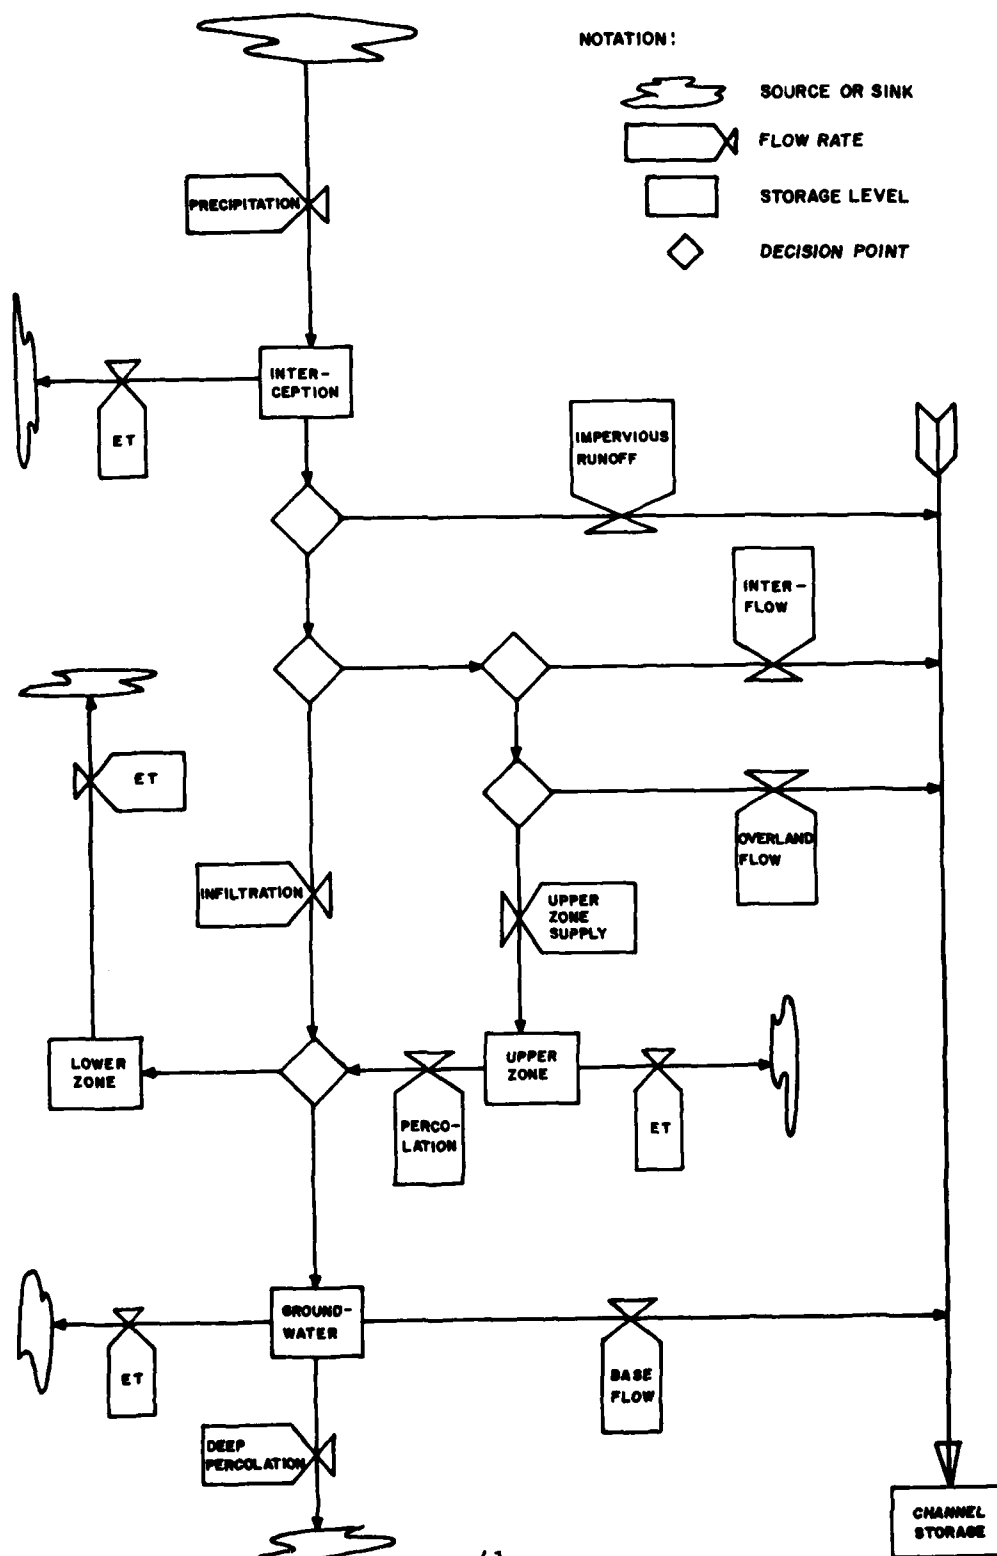 NOTATION:
SOURCE OR SINK
FLOW RATE
STORAGE LEVEL
DECISION POINT
PRECIPITATION
INTER-
CEPTION
ET
IMPERVIOUS
RUNOFF
INTER-
FLOW
ET
OVERLAND
FLOW
INFILTRATION
UPPER
ZONE
SUPPLY
LOWER
ZONE
UPPER
ZONE
PERCO-
LATION
ET
GROUND-
WATER
ET
BASE
FLOW
DEEP
PERCOLATION
CHANNEL
STORAGE